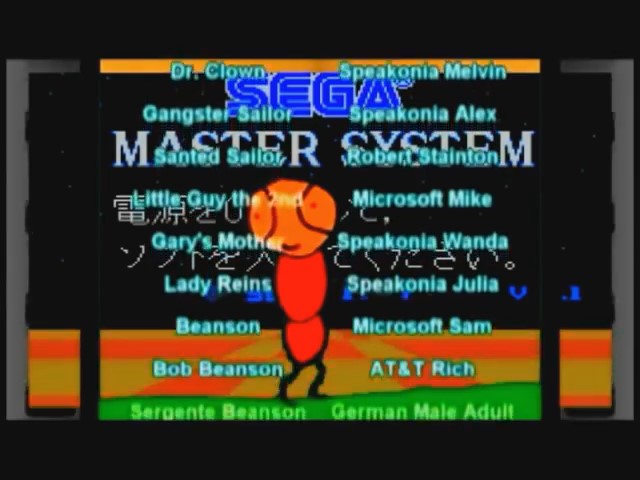 Dr. Clown Speakonia Melvin
SEGA®
Gangster Sailor Speakonia Alex
MASTER SYSTEM
Santed Sailor Robert Stainton
Little Guy the 2nd Microsoft Mike
電源を
Gary's Mother Speakonia Wanda
ソフトを てください。
Lady Reins Speakonia Julia
Beanson Microsoft Sam
Bob Beanson AT&T Rich
Sergente Beanson German Male Adult